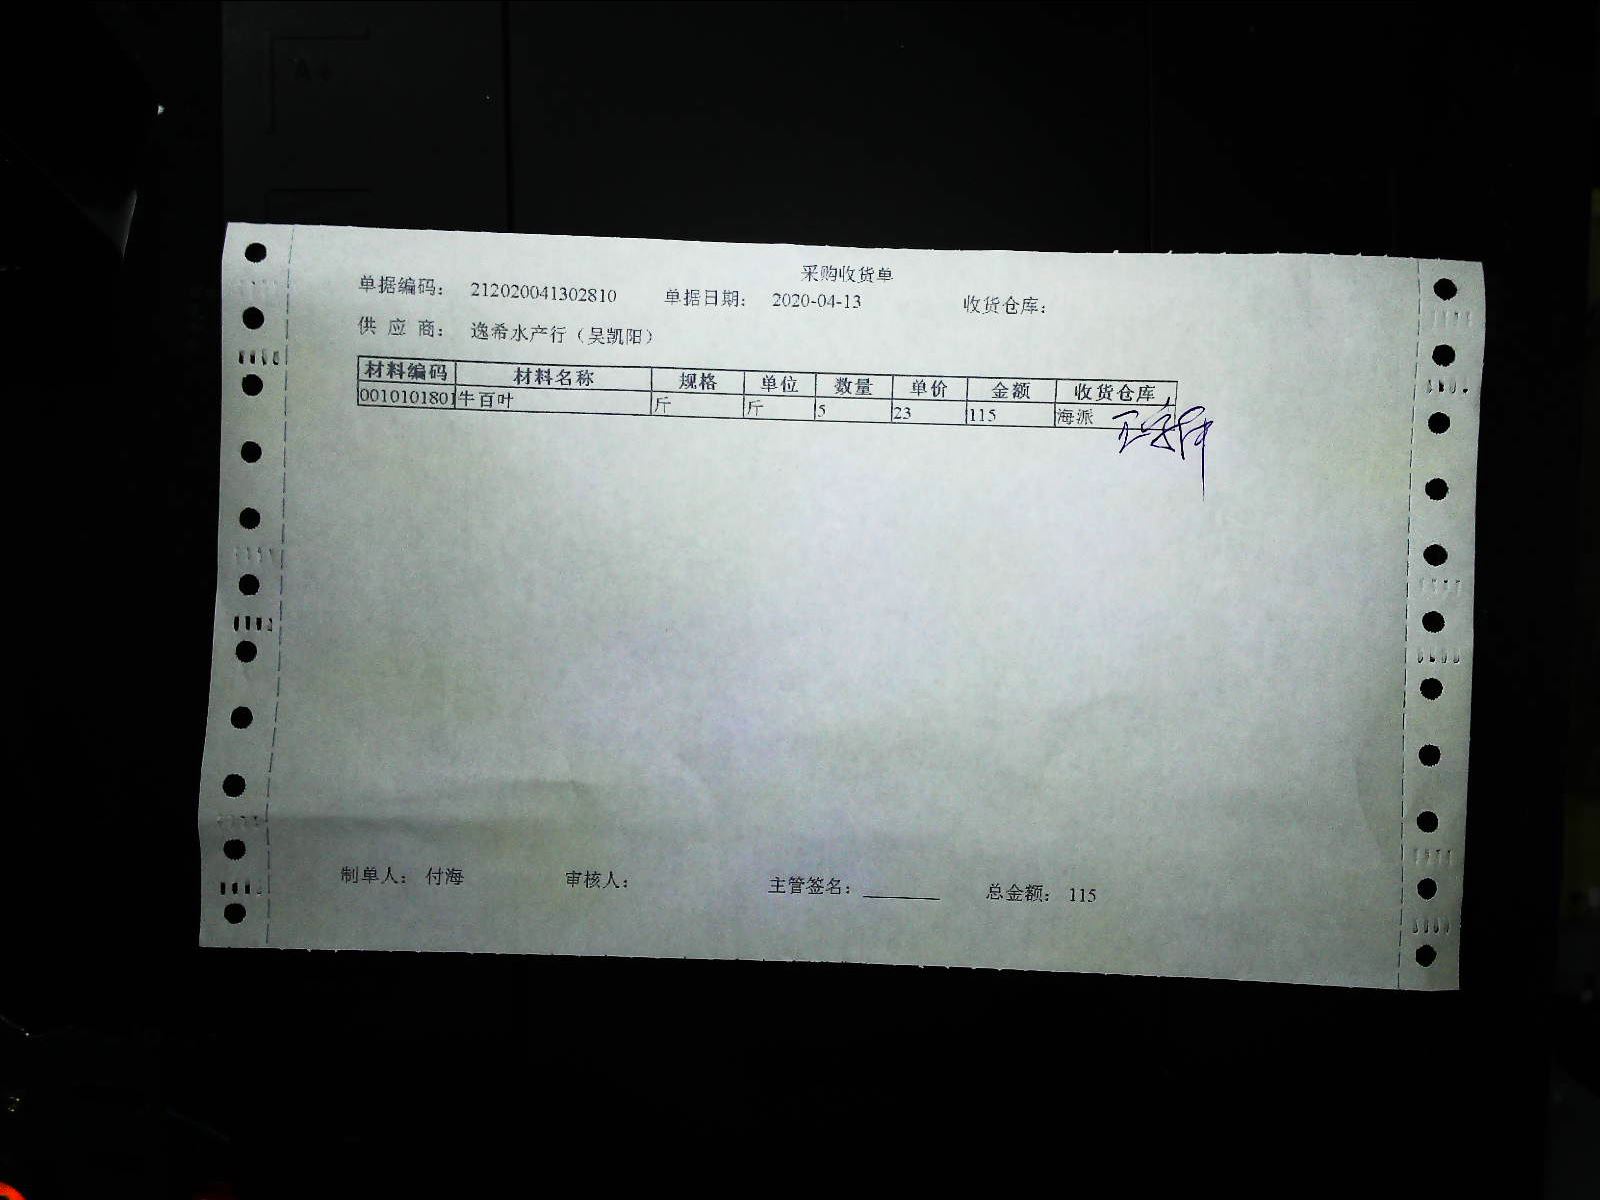 采购收货单
单据编码： 212020041302810 单据日期： 2020-04-13 收货仓库：
供 应 商： 逸希水产行（吴凯阳）
材料编码 材料名称 规格 单位 数量 单价 金额 收货仓库
0010101801 牛百叶 斤 斤 5 23 115 海派
制单人： 付海 审核人： 主管签名： 总金额： 115